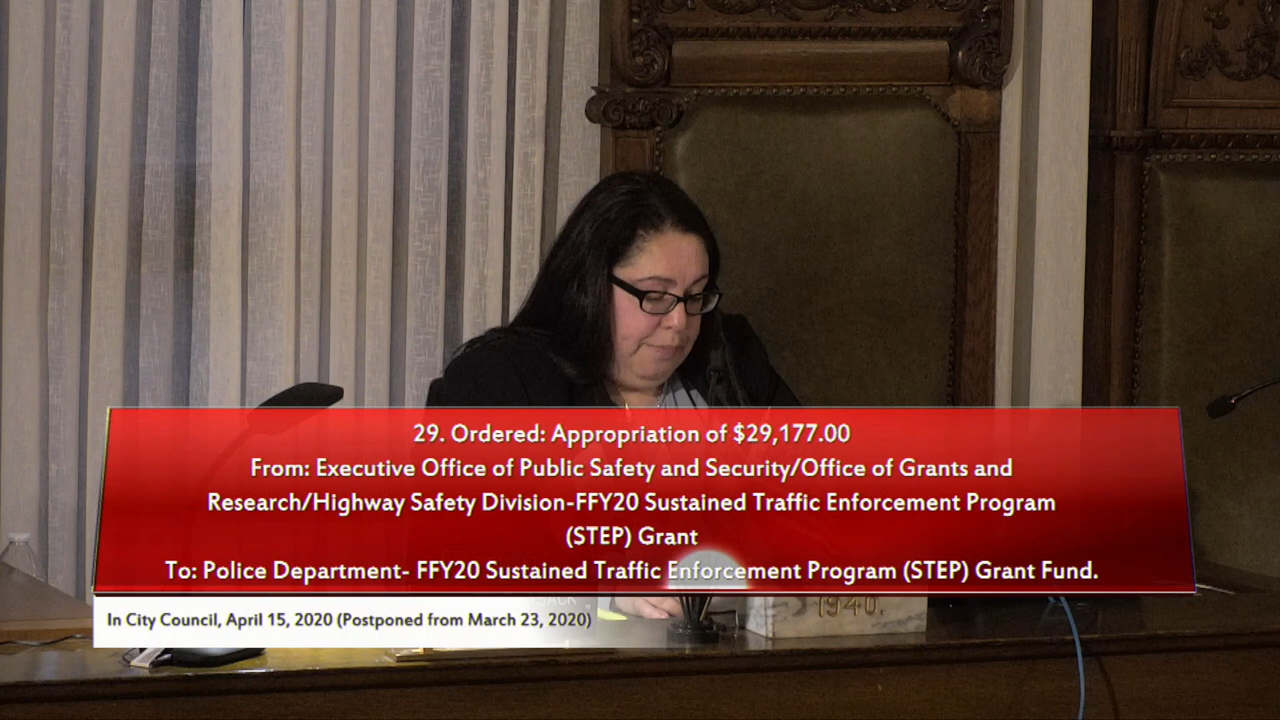 29. Ordered: Appropriation of $29,177.00
From: Executive Office of Public Safety and Security/Office of Grants and
Research/Highway Safety Division-FFY20 Sustained Traffic Enforcement Program
(STEP) Grant
To: Police Department- FFY20 Sustained Traffic Enforcement Program (STEP) Grant Fund.
In City Council, April 15, 2020 (Postponed from March 23, 2020)
1940.